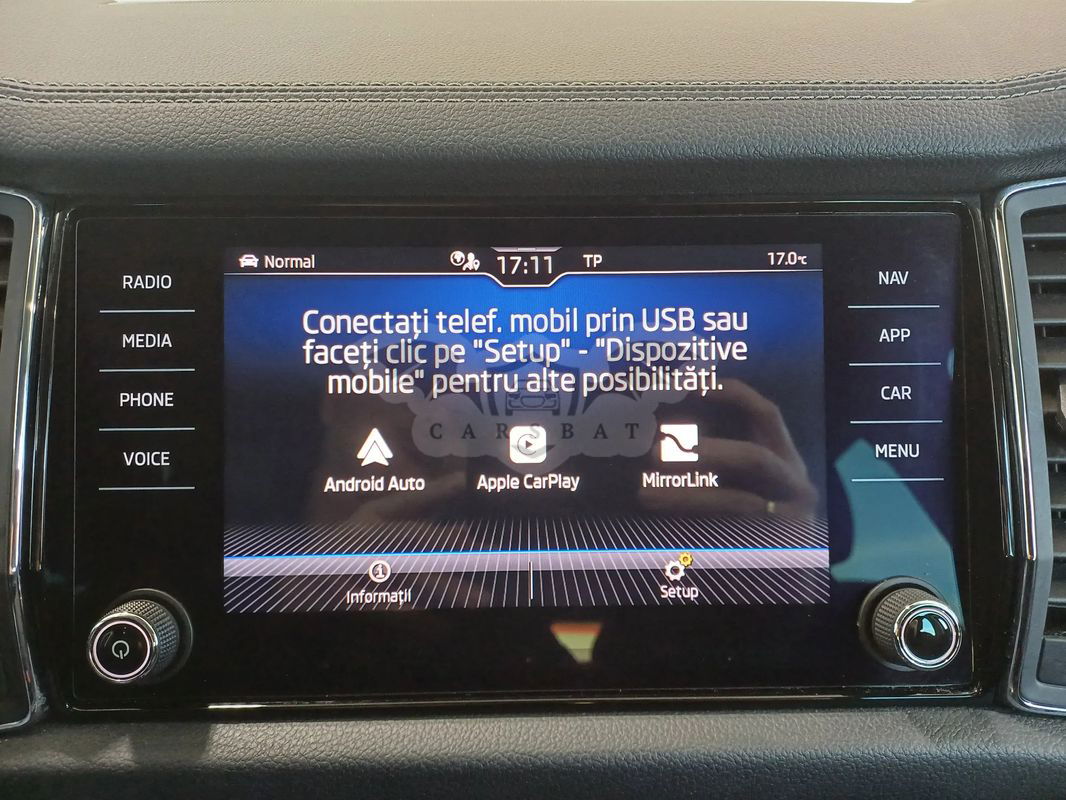 RADIO
MEDIA
PHONE
VOICE
Normal
17:11
TP
17.0°C
Conectați telef. mobil prin USB sau
faceți clic pe "Setup" - "Dispozitive
mobile" pentru alte posibilități.
CARSBAT
Android Auto
Apple CarPlay
MirrorLink
Informații
Setup
NAV
APP
CAR
MENU